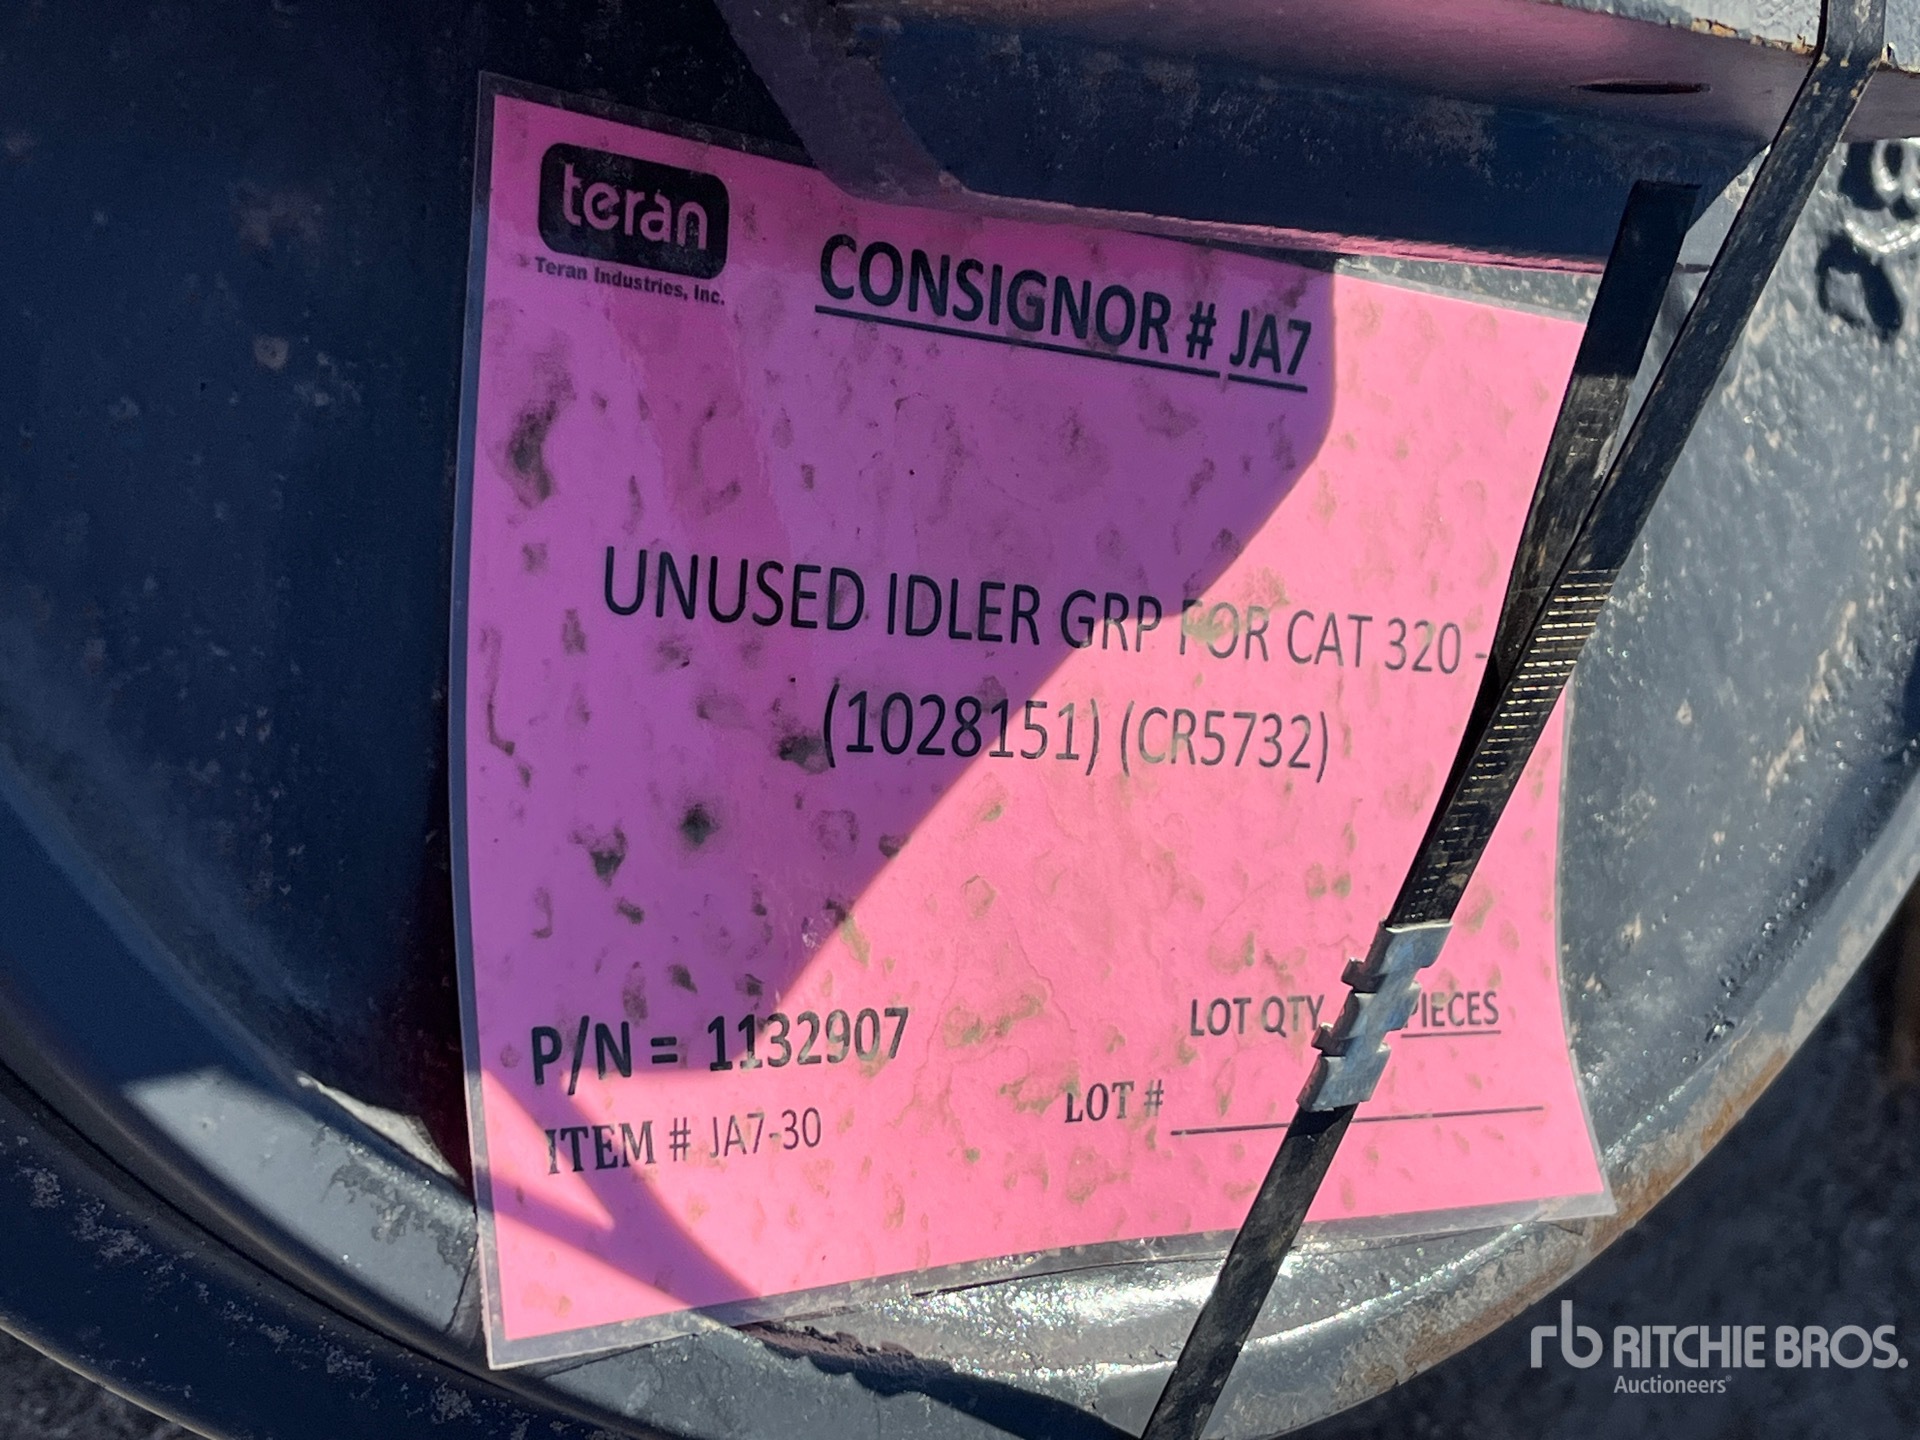 teran
Teran Industries, Inc.
CONSIGNOR # JA7
UNUSED IDLER GRP FOR CAT 320 -
(1028151) (CR5732)
P/N = 1132907
LOT QTY PIECES
ITEM # JA7-30
LOT #
rb RITCHIE BROS.
Auctioneers